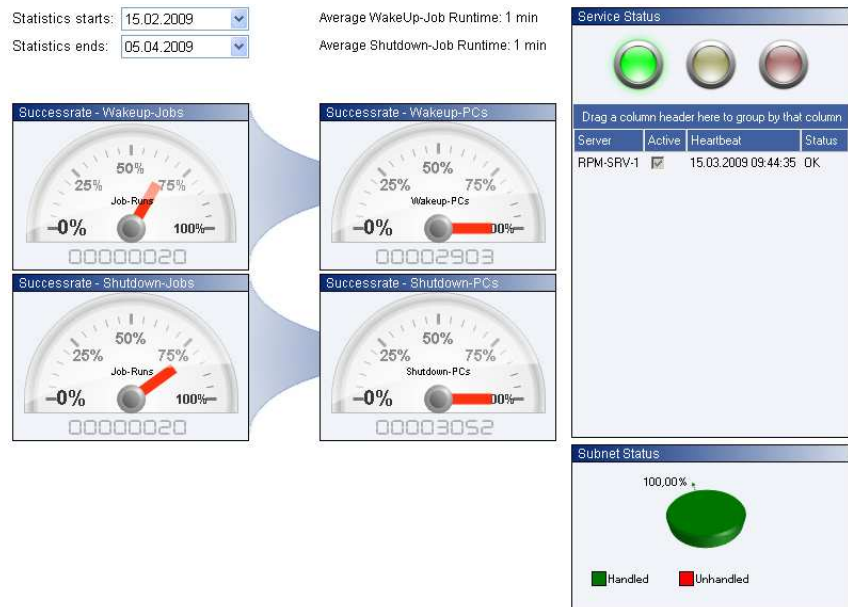 Statistics starts: 15.02.2009
Statistics ends: 05.04.2009
Average WakeUp-Job Runtime: 1 min
Average Shutdown-Job Runtime: 1 min
Successrate - Wakeup-Jobs
50%
25% 75%
Job-Runs
0% 100%
00000020
Successrate - Wakeup-PCs
50%
25% 75%
Wakeup-PCs
0% 00%
00002903
Successrate - Shutdown-Jobs
50%
25% 75%
Job-Runs
0% 100%
00000020
Successrate - Shutdown-PCs
50%
25% 75%
Shutdown-PCs
0% 00%
00003052
Service Status
Drag a column header here to group by that column
Server Active Heartbeat Status
RPM-SRV-1 15.03.2009 09:44:35 OK
Subnet Status
100,00%
Handled Unhandled